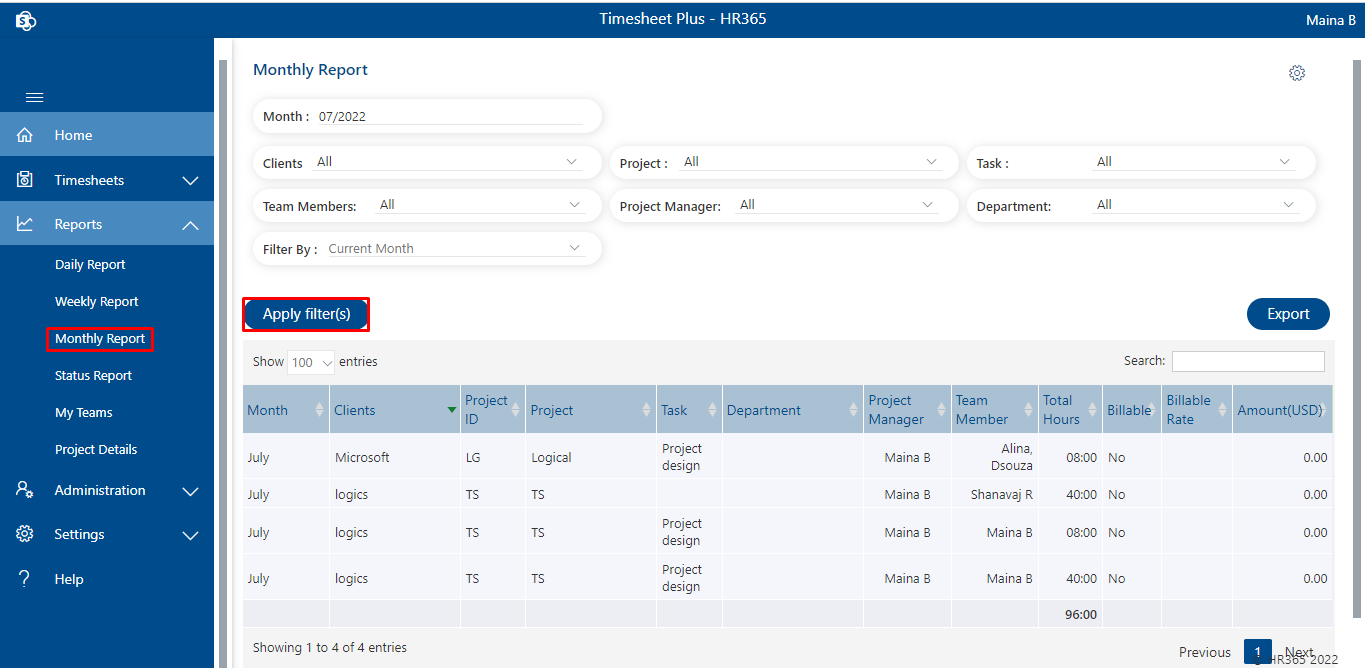 Timesheet Plus - HR365
Maina B
Home
Timesheets
Reports
Daily Report
Weekly Report
Monthly Report
Status Report
My Teams
Project Details
Administration
Settings
Help
Monthly Report
Month : 07/2022
Clients All Project : All Task : All
Team Members: All Project Manager: All Department: All
Filter By : Current Month
Apply filter(s) Export
Show 100 entries Search:
Month Clients Project ID Project Task Department Project Manager Team Member Total Hours Billable Billable Rate Amount(USD)
July Microsoft LG Logical Project design Maina B Alina, Dsouza 08:00 No 0.00
July logics TS TS Maina B Shanavaj R 40:00 No 0.00
July logics TS TS Project design Maina B Maina B 08:00 No 0.00
July logics TS TS Project design Maina B Maina B 40:00 No 0.00
96:00
Showing 1 to 4 of 4 entries Previous 1 Next
© HR365 2022